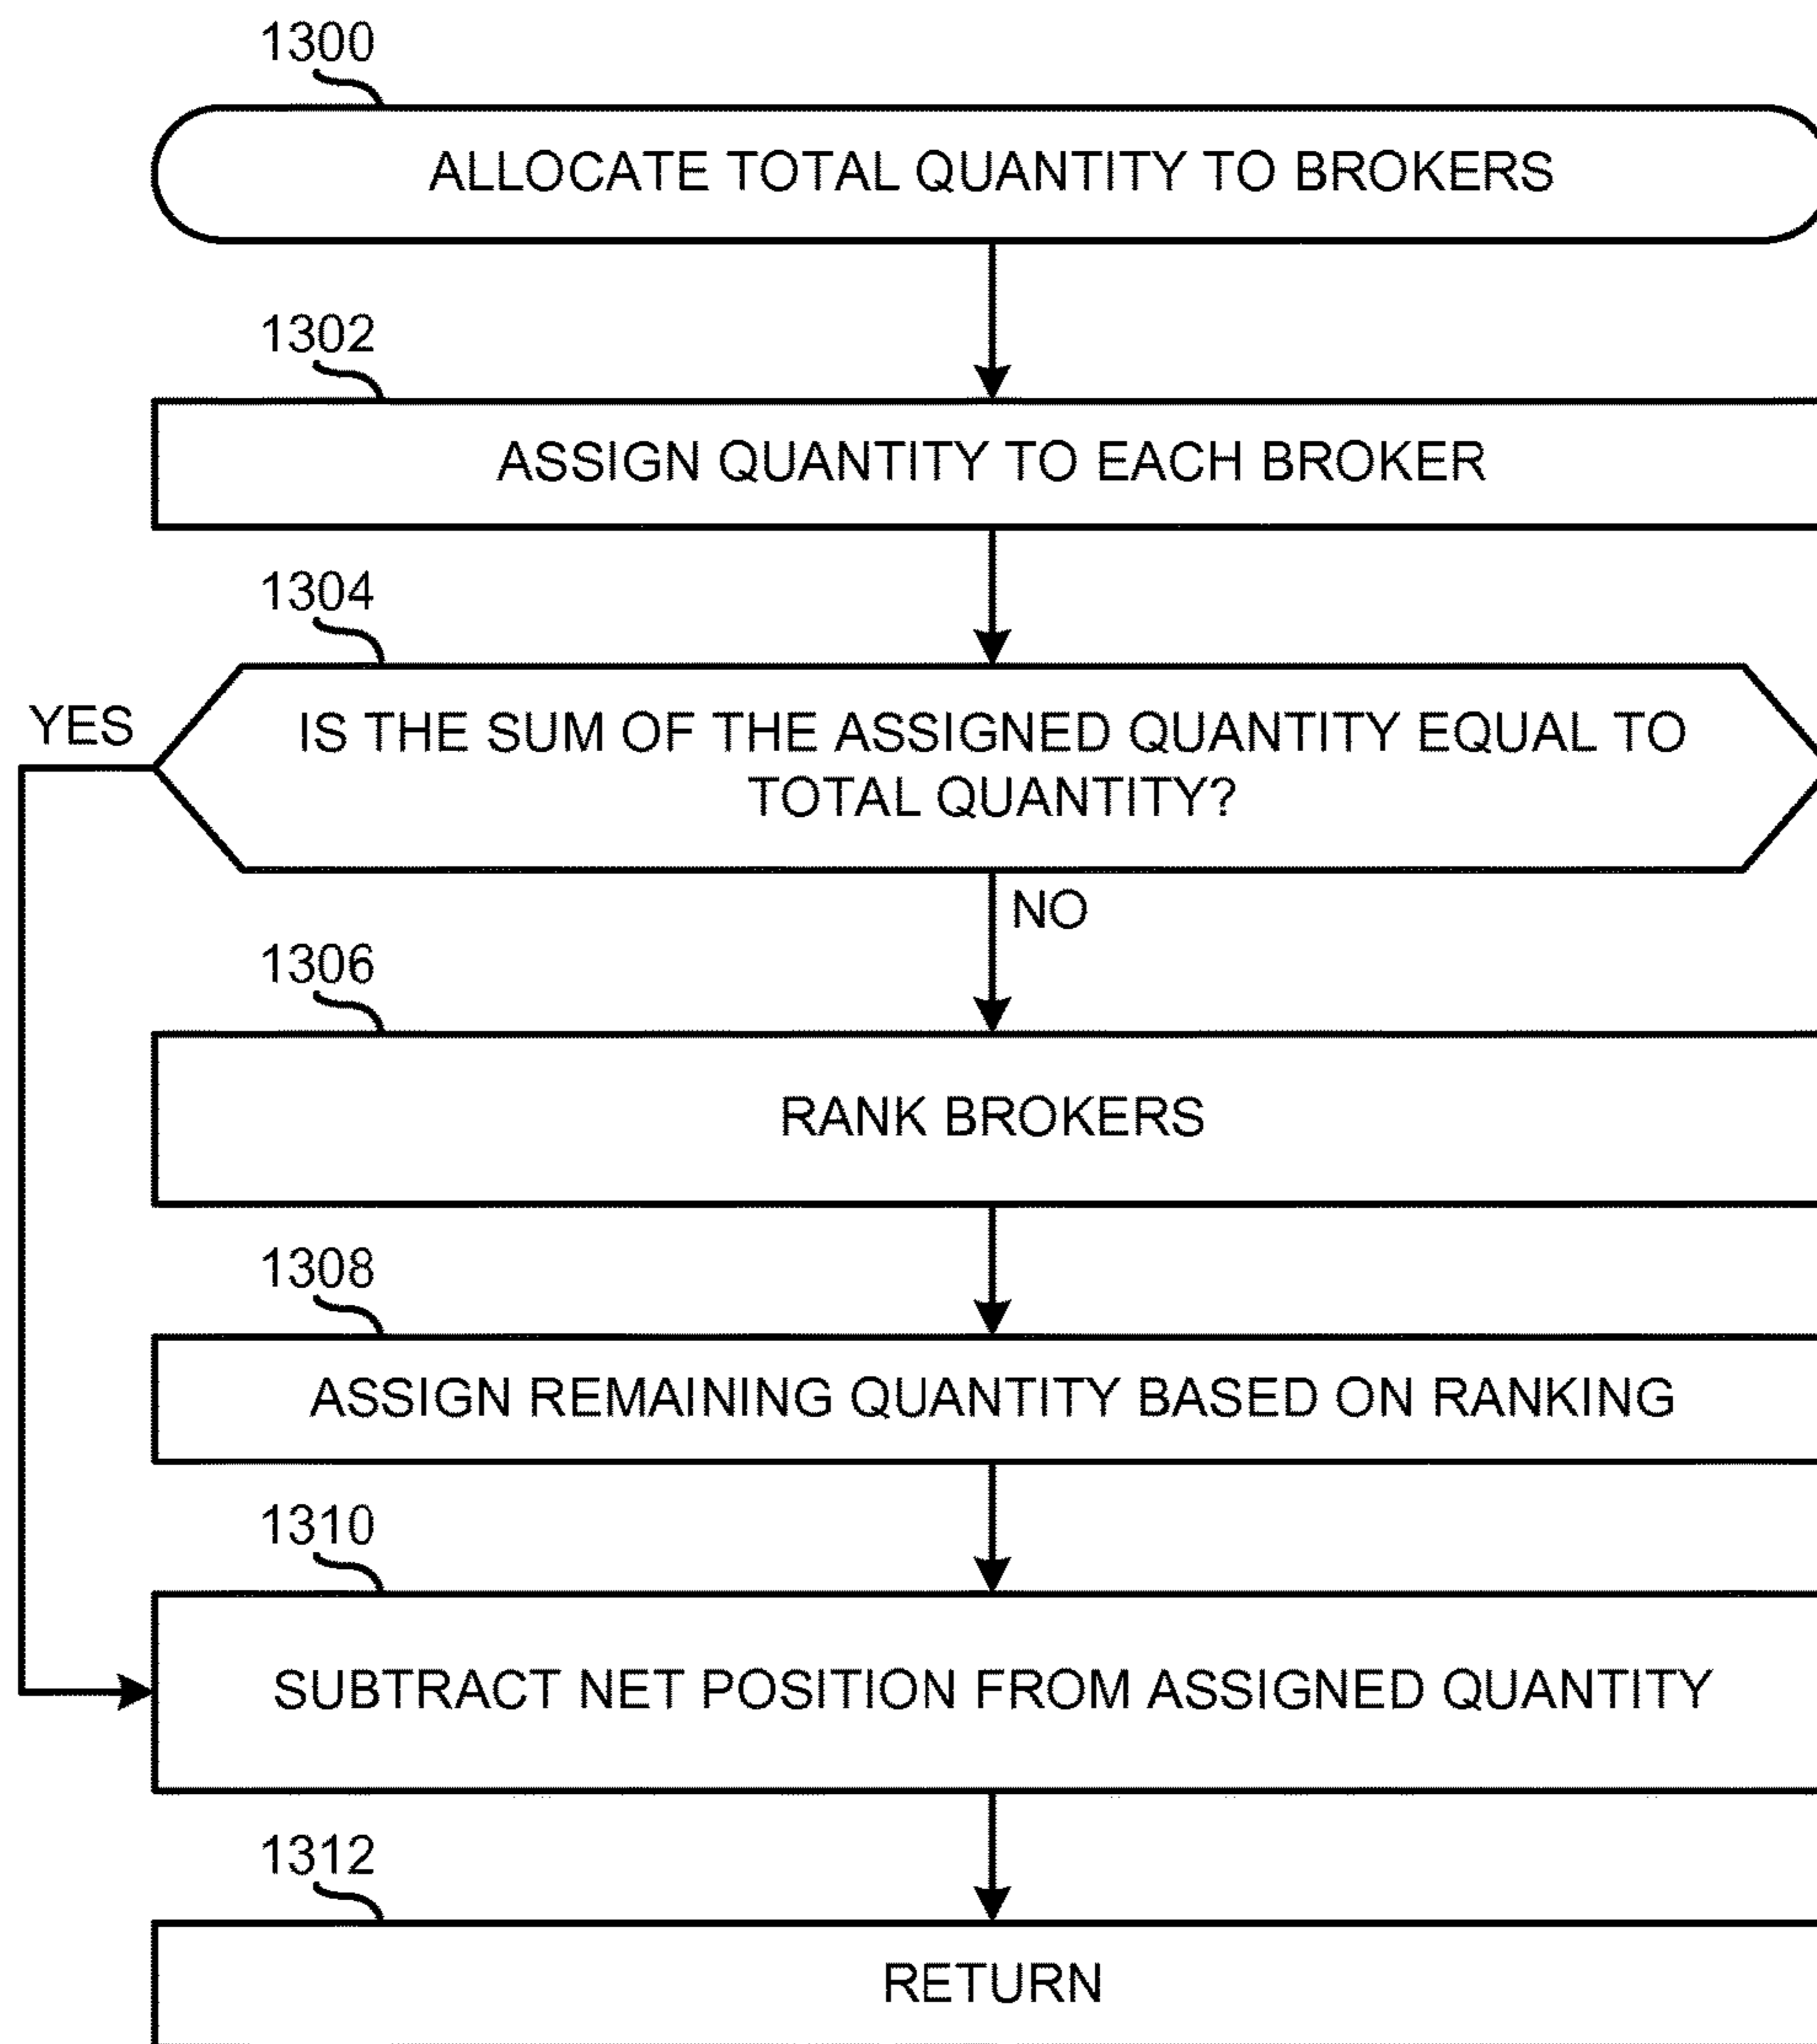 1300
ALLOCATE TOTAL QUANTITY TO BROKERS
1302
ASSIGN QUANTITY TO EACH BROKER
1304
YES
IS THE SUM OF THE ASSIGNED QUANTITY EQUAL TO
TOTAL QUANTITY?
NO
1306
RANK BROKERS
1308
ASSIGN REMAINING QUANTITY BASED ON RANKING
1310
SUBTRACT NET POSITION FROM ASSIGNED QUANTITY
1312
RETURN